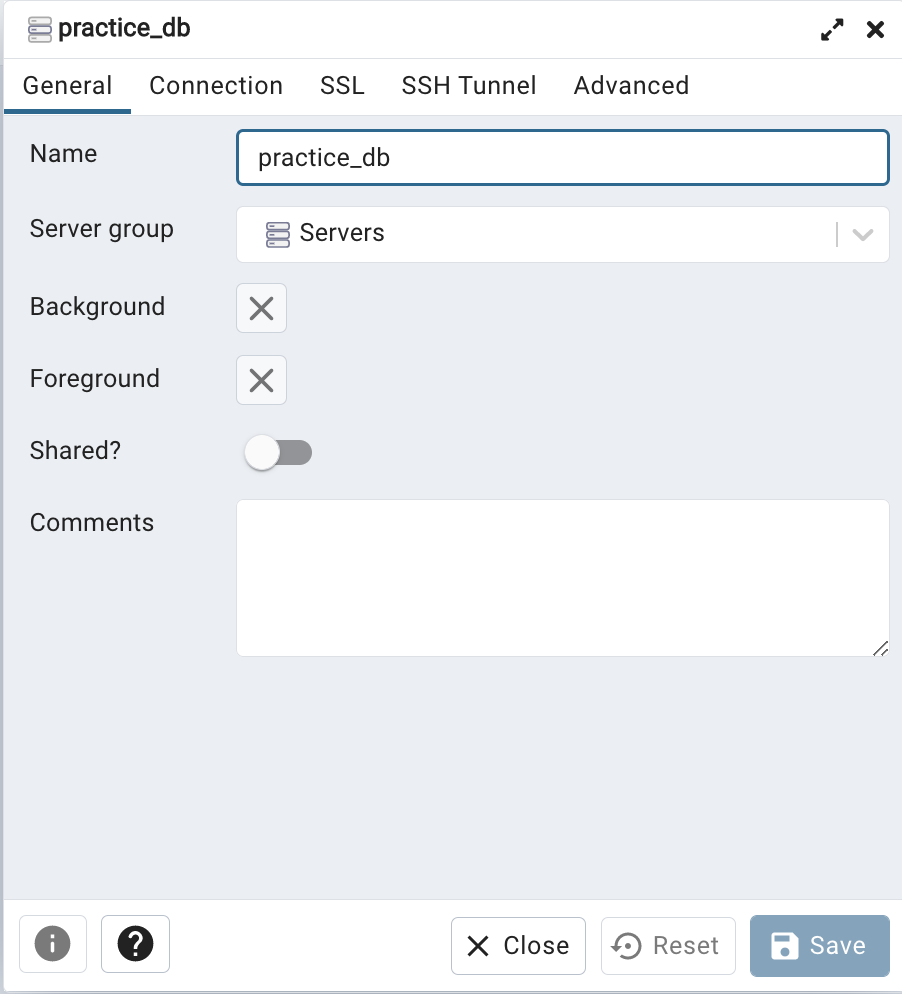 practice_db
General Connection SSL SSH Tunnel Advanced
Name
practice_db
Server group
Servers
Background
Foreground
Shared?
Comments
Close Reset Save